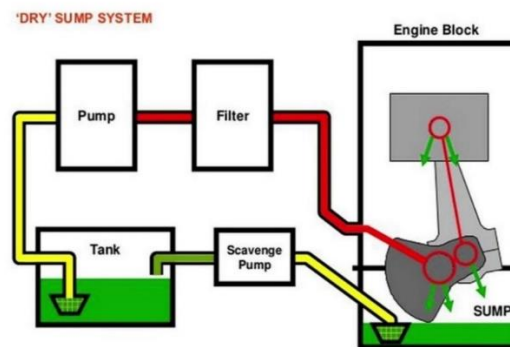 'DRY' SUMP SYSTEM
Engine Block
Pump
Filter
Tank
Scavenge
Pump
SUMP